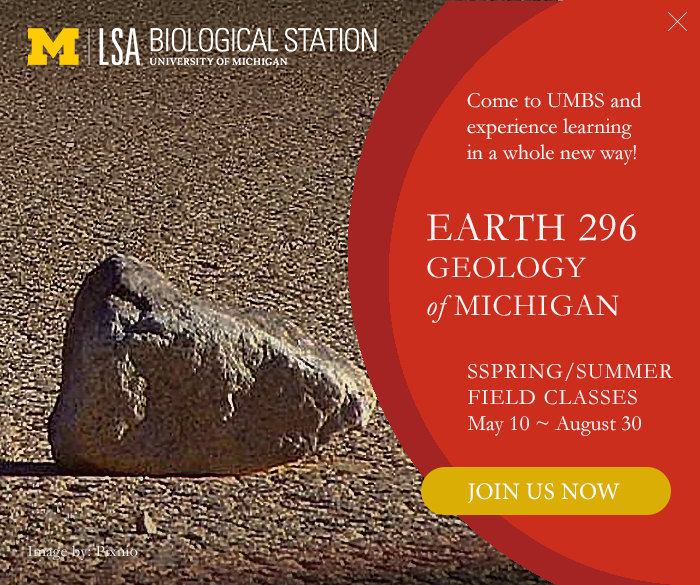 M LSA BIOLOGICAL STATION
UNIVERSITY OF MICHIGAN
Come to UMBS and
experience learning
in a whole new way!
EARTH 296
GEOLOGY
of MICHIGAN
SSPRING/SUMMER
FIELD CLASSES
May 10 ~ August 30
JOIN US NOW
Image by: Pixnio